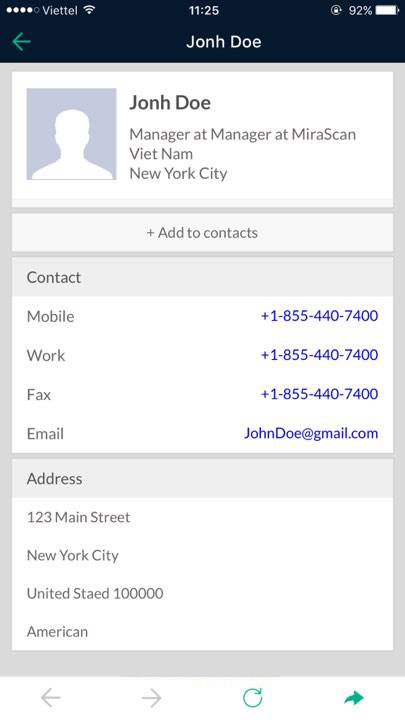 Viettel 11:25 92%
Jonh Doe
Jonh Doe
Manager at Manager at MiraScan
Viet Nam
New York City
+ Add to contacts
Contact
Mobile +1-855-440-7400
Work +1-855-440-7400
Fax +1-855-440-7400
Email JohnDoe@gmail.com
Address
123 Main Street
New York City
United Staed 100000
American